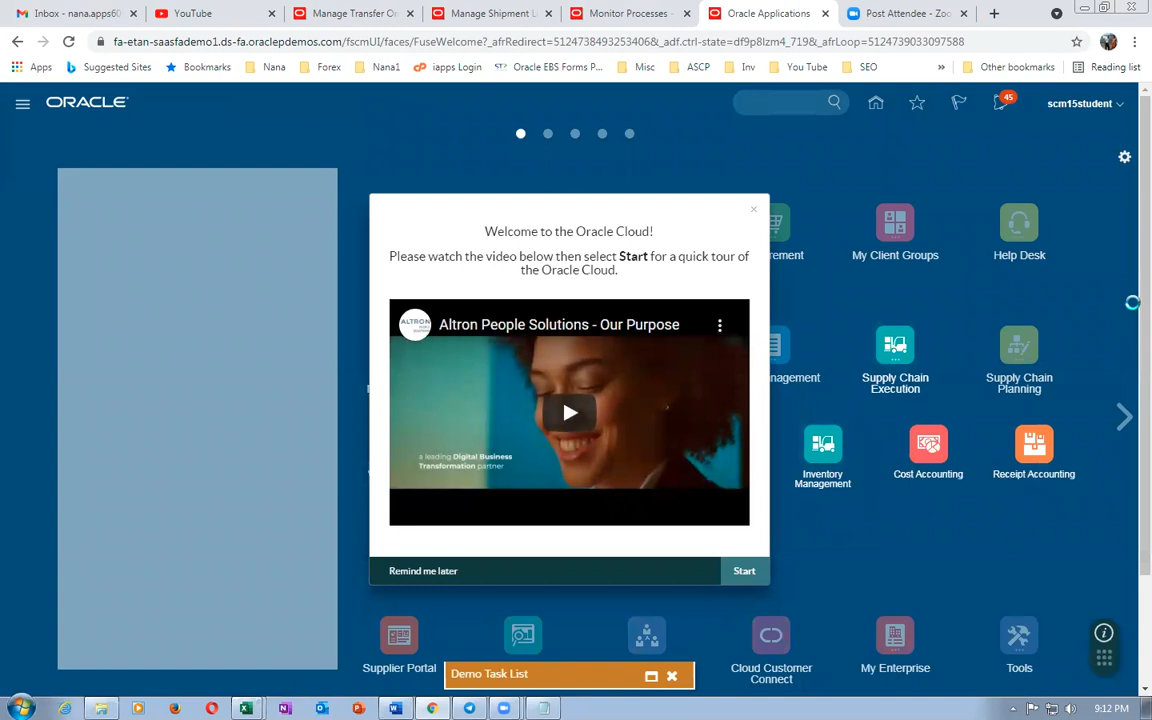 Inbox - nana.apps60
YouTube
Manage Transfer Or
Manage Shipment Li
Monitor Processes -
Oracle Applications
Post Attendee - Zoo
fa-etan-saasfademo1.ds-fa.oraclepdemos.com/fscmUI/faces/FuseWelcome?_afrRedirect=5124738493253406&_adf.ctrl-state=df9p8lzm4_719&_afrLoop=5124739033097588
Apps
Suggested Sites
Bookmarks
Nana
Forex
Nana1
iapps Login
ST Oracle EBS Forms P...
Misc
ASCP
Inv
You Tube
SEO
»
Other bookmarks
Reading list
ORACLE
45
scm15student
Welcome to the Oracle Cloud!
Please watch the video below then select Start for a quick tour of
the Oracle Cloud.
ALTRON
Altron People Solutions - Our Purpose
a leading Digital Business
Transformation partner
Remind me later
Start
rement
My Client Groups
Help Desk
nagement
Supply Chain
Execution
Supply Chain
Planning
Inventory
Management
Cost Accounting
Receipt Accounting
Supplier Portal
Cloud Customer
Connect
My Enterprise
Tools
Demo Task List
9:12 PM